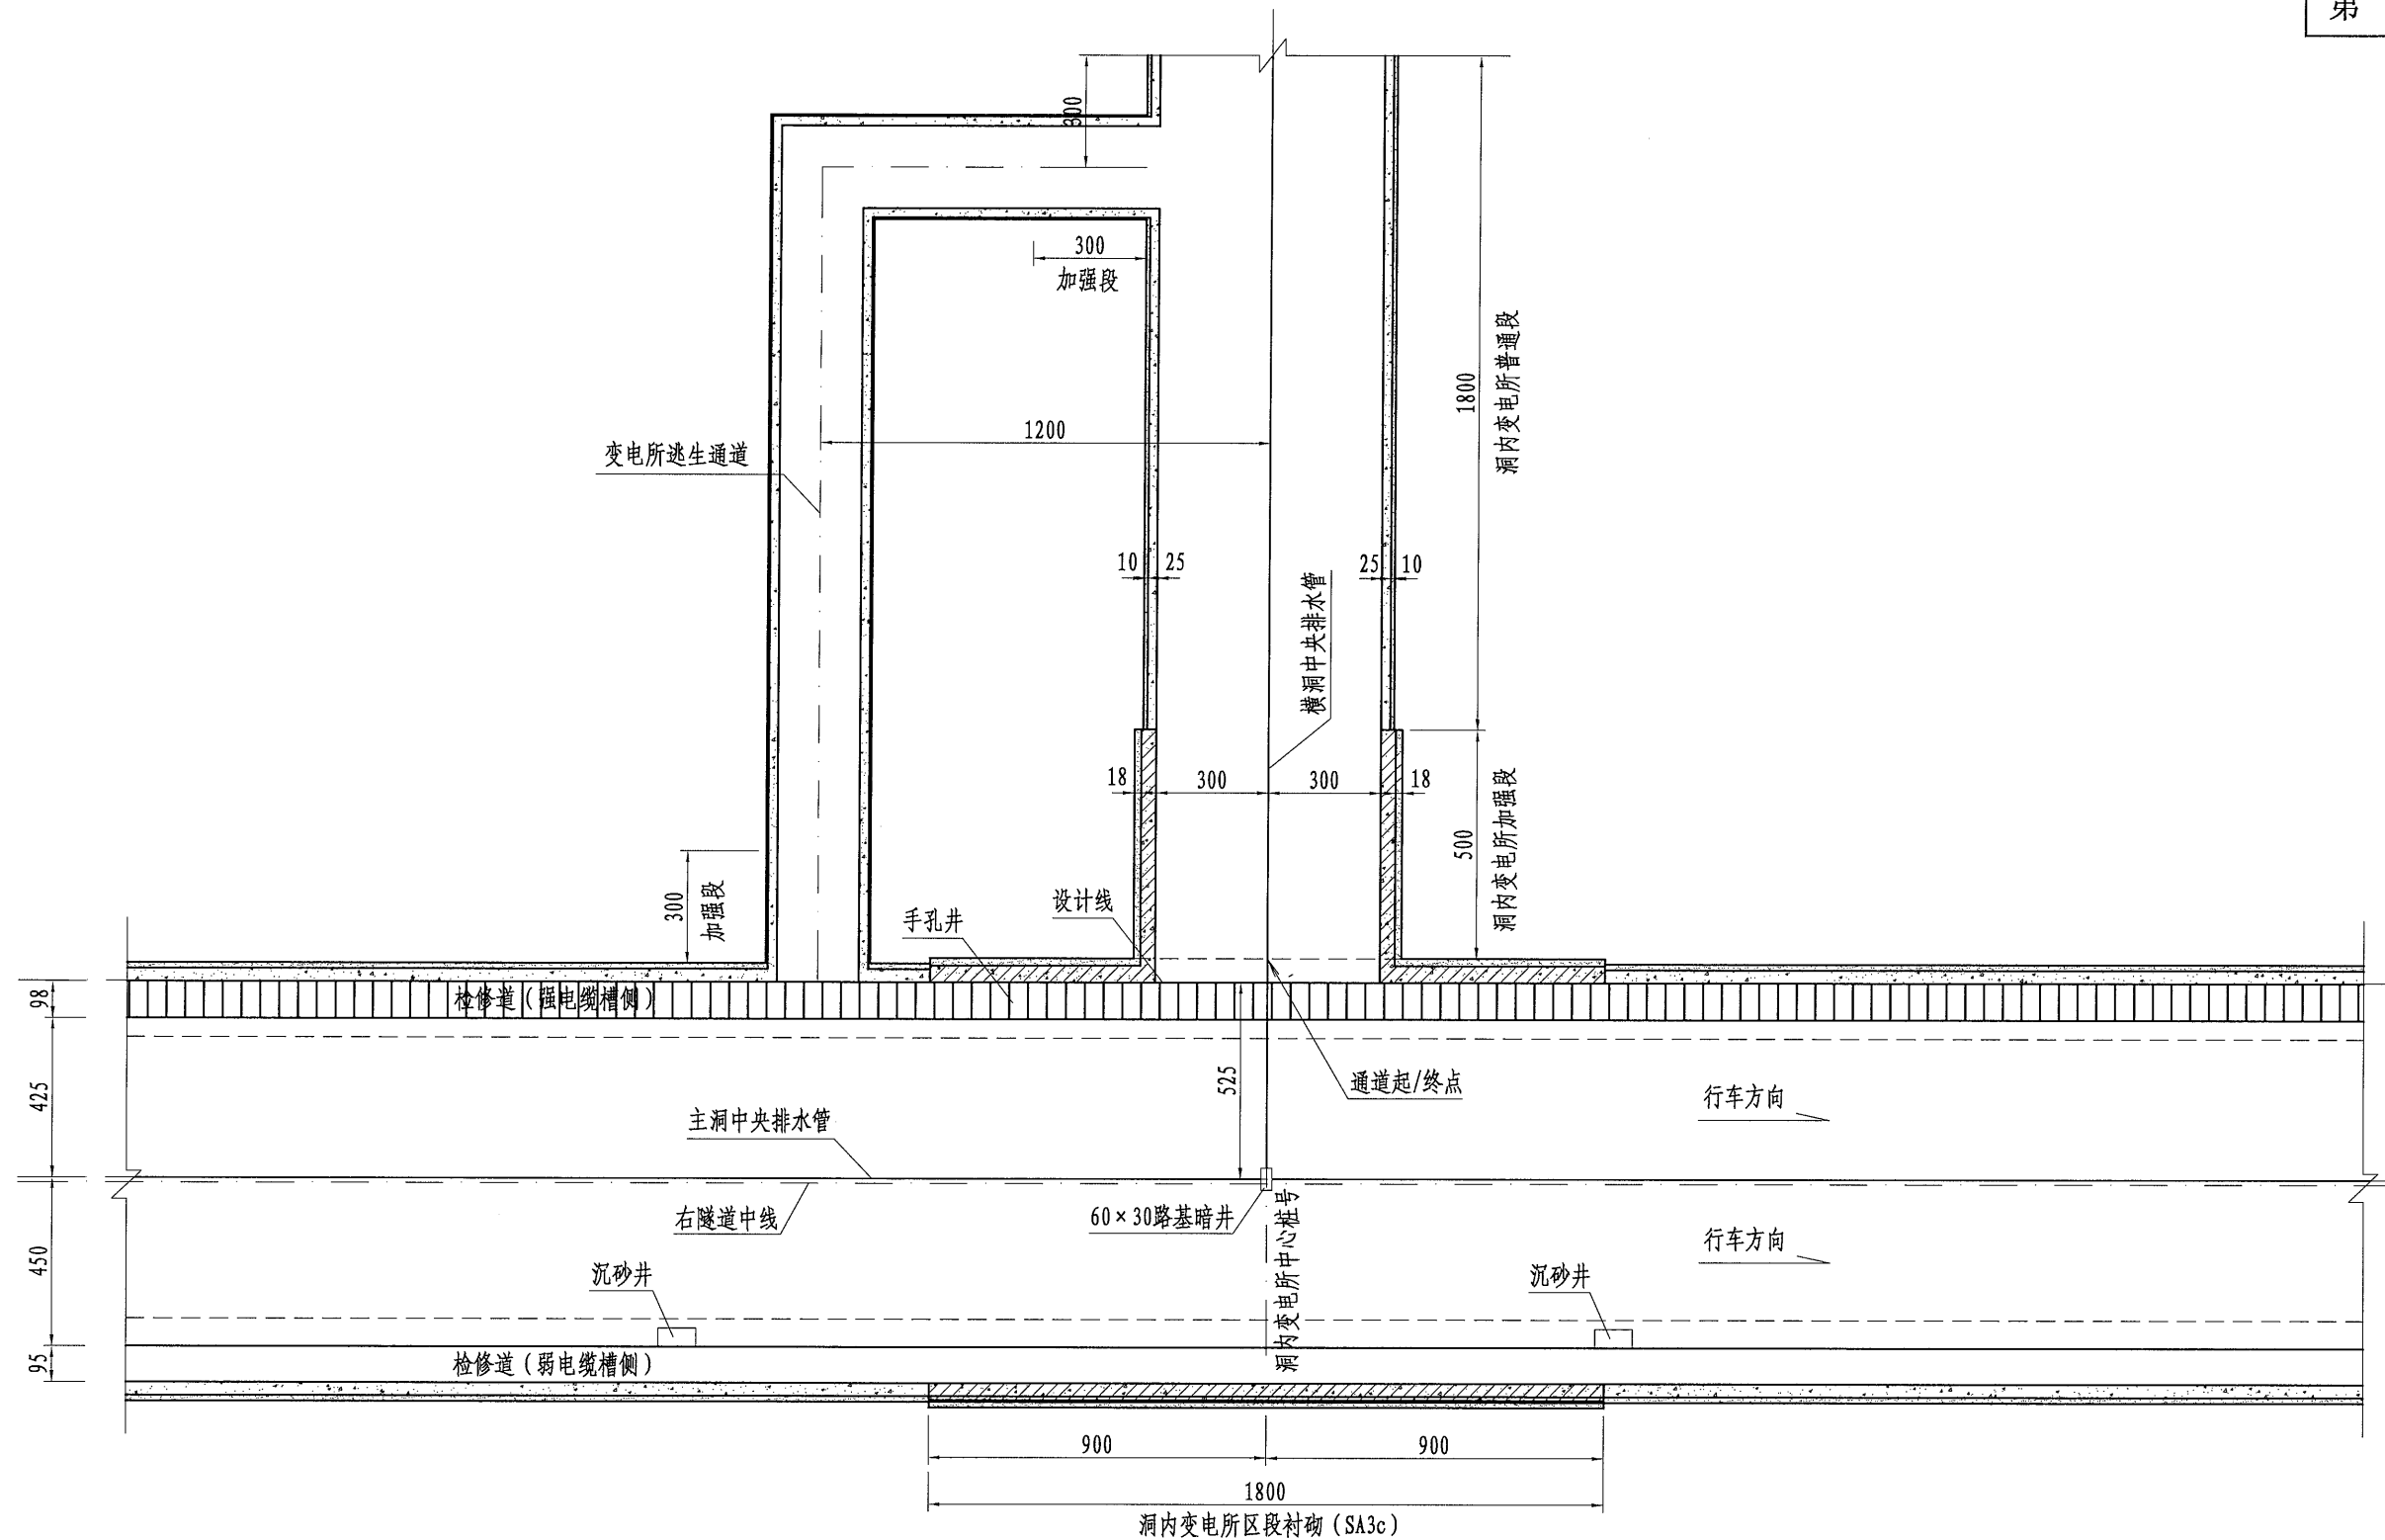 第
300
300
加强段
1800
洞内变电所普通段
1200
变电所逃生通道
10
25
25
10
横洞中央排水管
18
300
300
18
500
洞内变电所加强段
300
加强段
手孔井
设计线
98
检修道（强电缆槽侧）
425
525
通道起/终点
行车方向
主洞中央排水管
右隧道中线
60×30路基暗井
洞内变电所中心桩号
450
行车方向
沉砂井
沉砂井
95
检修道（弱电缆槽侧）
900
900
1800
洞内变电所区段衬砌（SA3c）